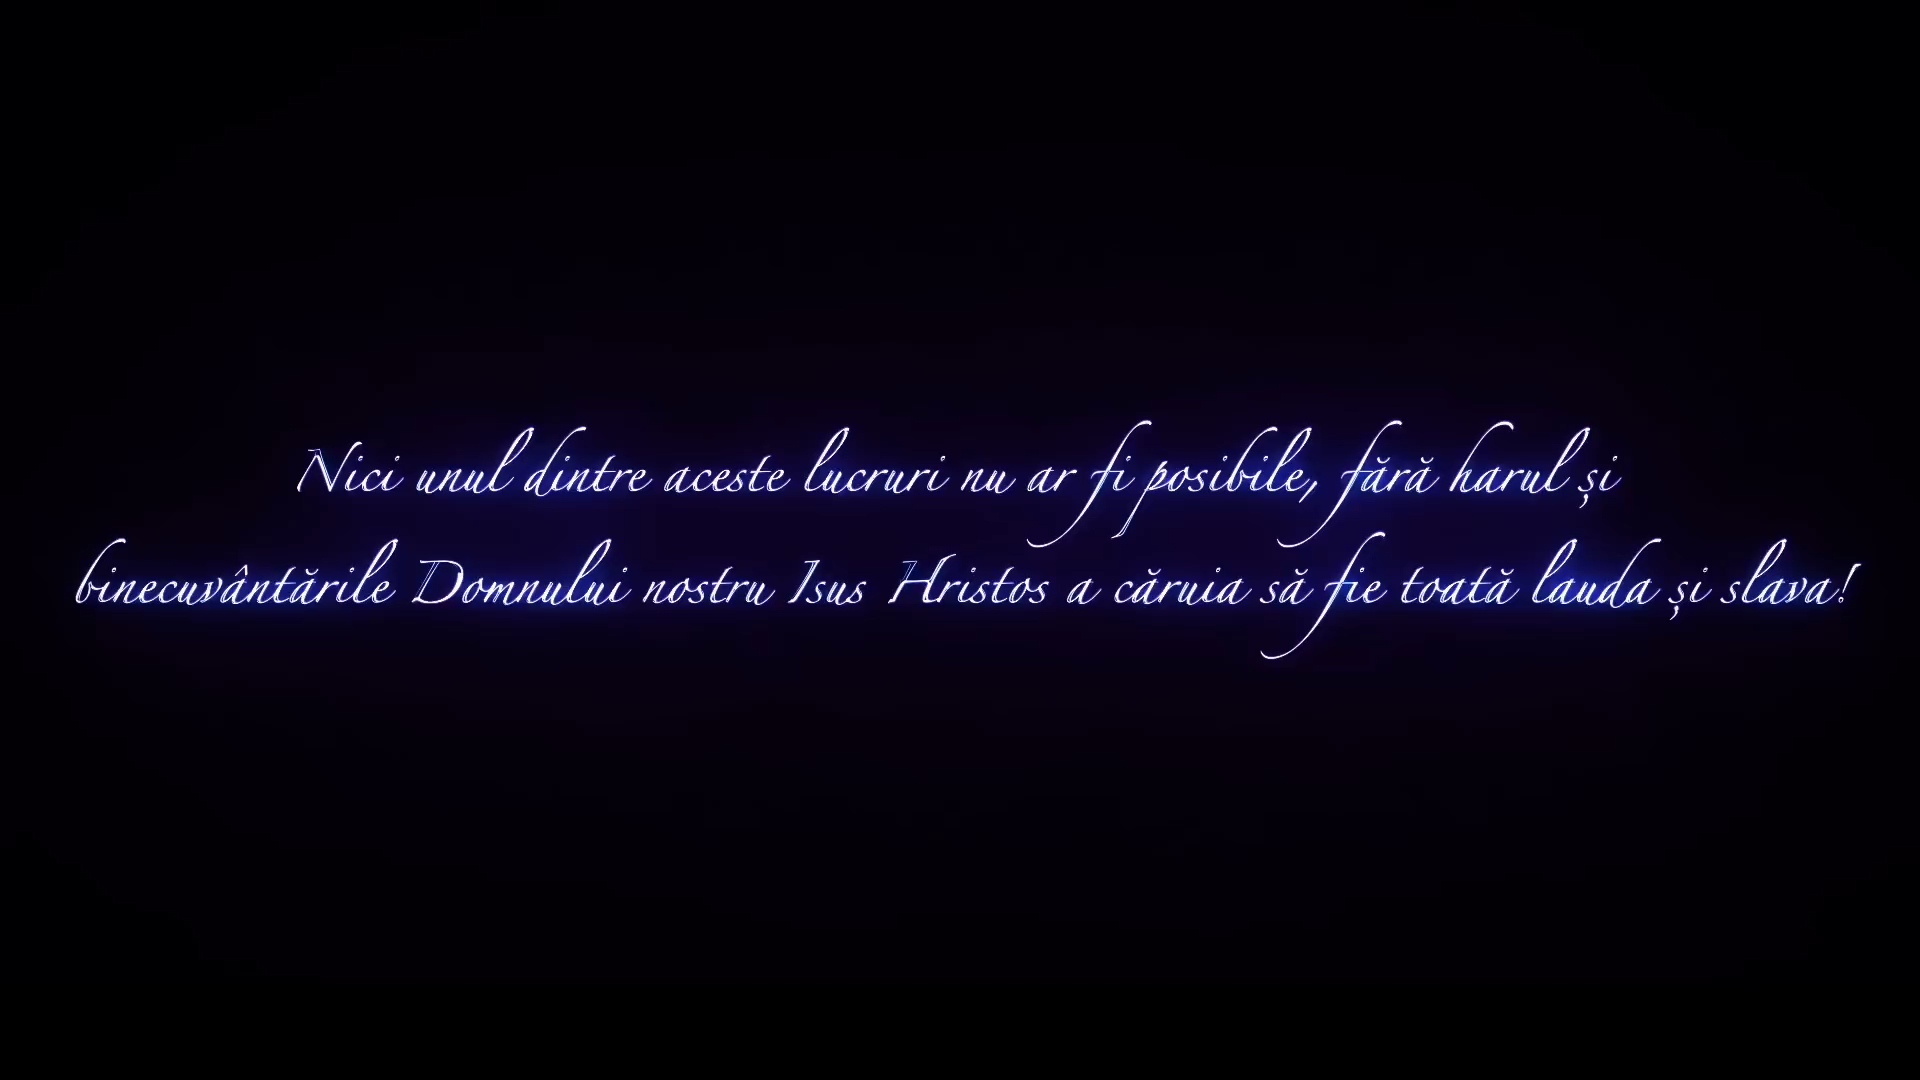 Nici unul dintre aceste lucruri nu ar fi posibile, fără harul și
binecuvântările Domnului nostru Isus Hristos a căruia să fie toată lauda și slava!